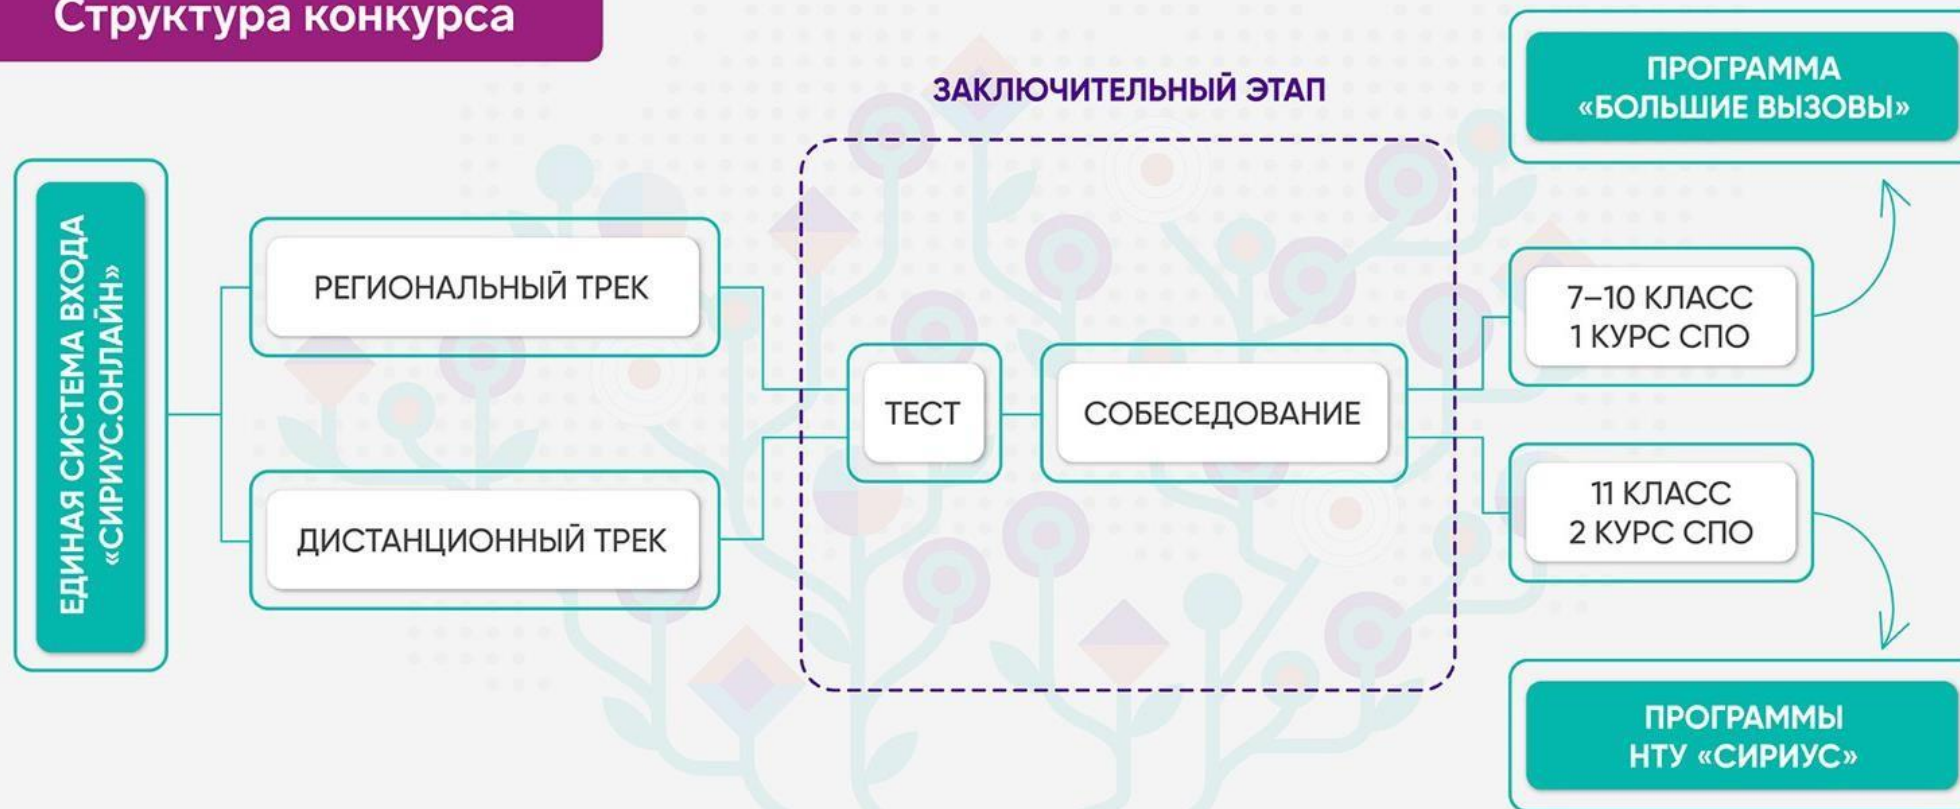 Структура конкурса
ЕДИНАЯ СИСТЕМА ВХОДА
«СИРИУС.ОНЛАЙН»
РЕГИОНАЛЬНЫЙ ТРЕК
ДИСТАНЦИОННЫЙ ТРЕК
ЗАКЛЮЧИТЕЛЬНЫЙ ЭТАП
ТЕСТ
СОБЕСЕДОВАНИЕ
ПРОГРАММА
«БОЛЬШИЕ ВЫЗОВЫ»
7–10 КЛАСС
1 КУРС СПО
11 КЛАСС
2 КУРС СПО
ПРОГРАММЫ
НТУ «СИРИУС»